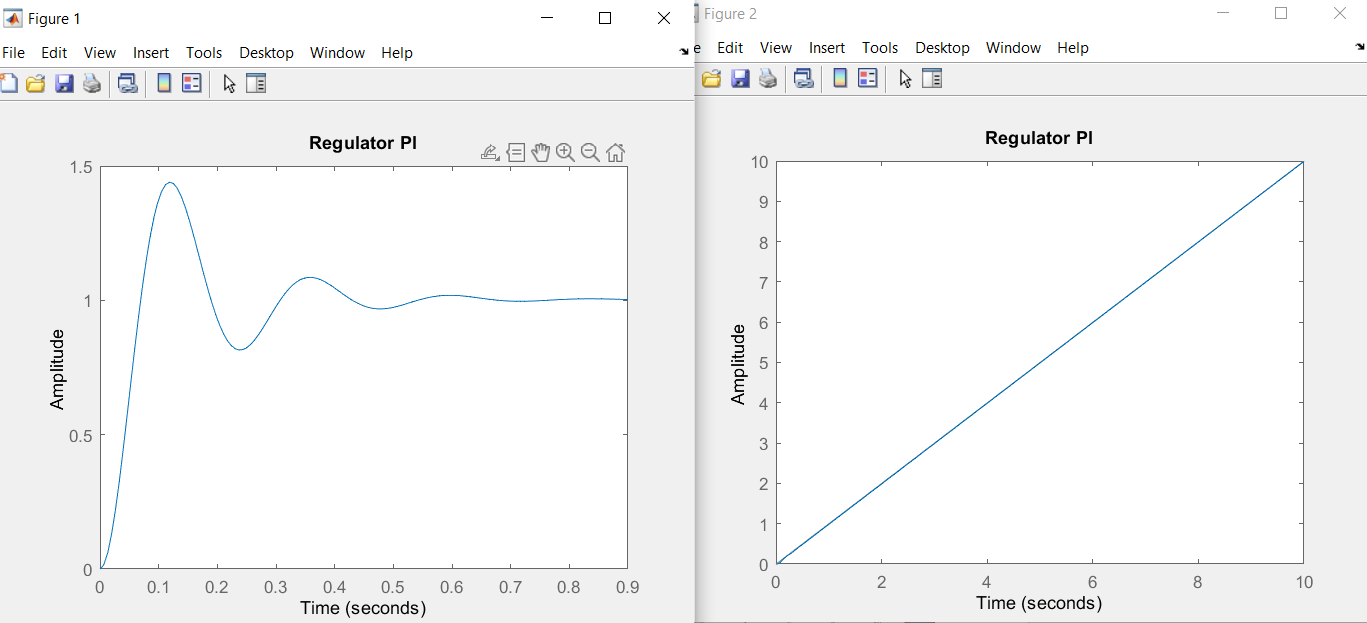 Figure 1
File Edit View Insert Tools Desktop Window Help
Regulator PI
1.5
1
0.5
0
Amplitude
0 0.1 0.2 0.3 0.4 0.5 0.6 0.7 0.8 0.9
Time (seconds)
Figure 2
e Edit View Insert Tools Desktop Window Help
Regulator PI
10
9
8
7
6
5
4
3
2
1
0
Amplitude
0 2 4 6 8 10
Time (seconds)